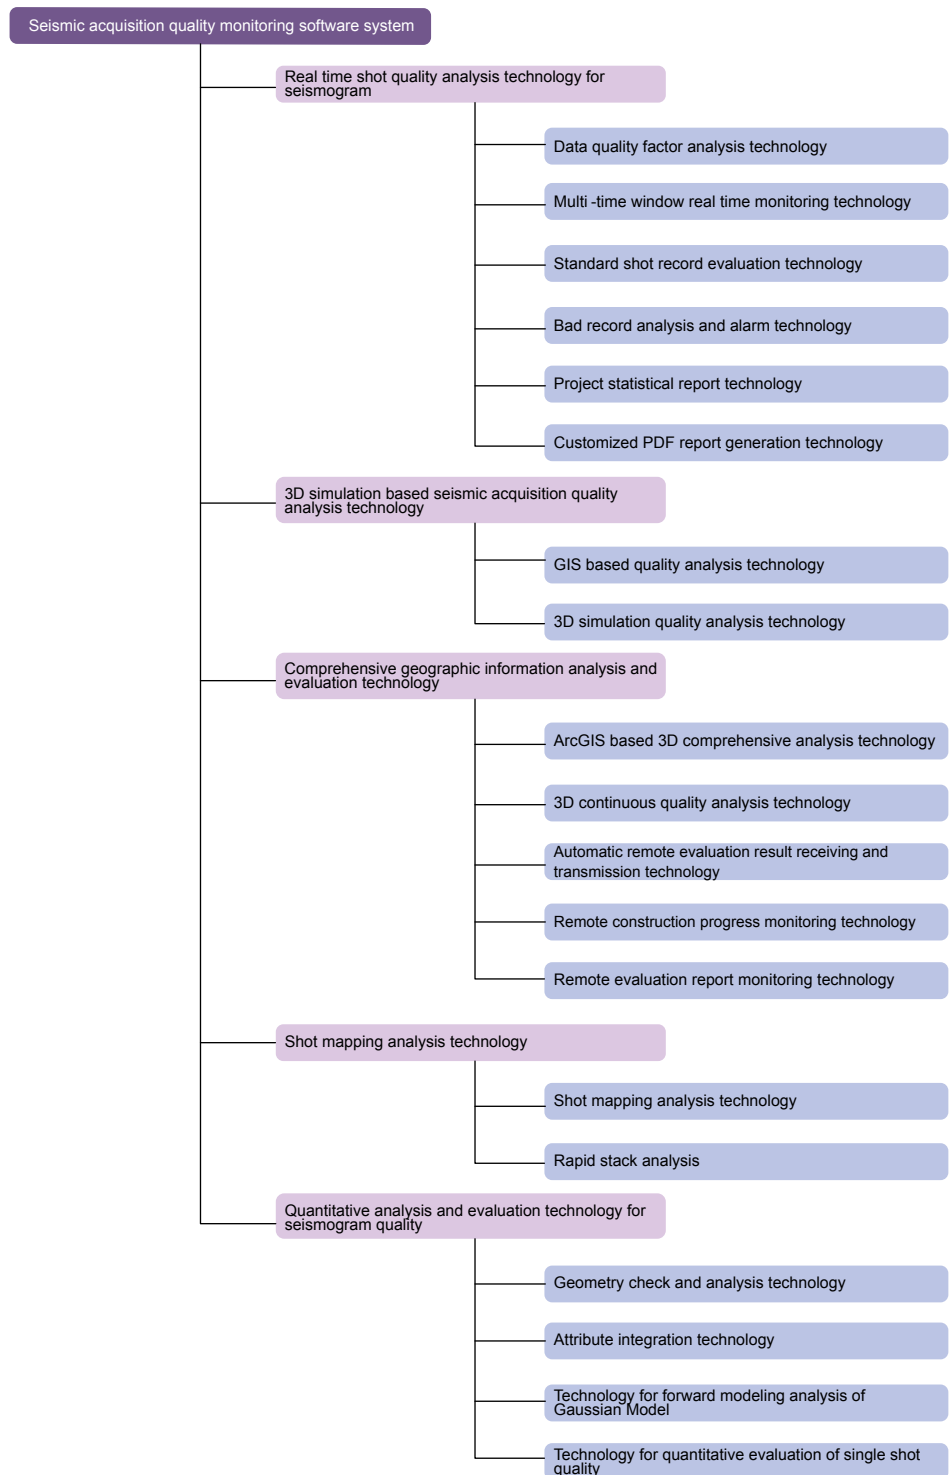 Seismic acquisition quality monitoring software system
Real time shot quality analysis technology for
seismogram
Data quality factor analysis technology
Multi -time window real time monitoring technology
Standard shot record evaluation technology
Bad record analysis and alarm technology
Project statistical report technology
Customized PDF report generation technology
3D simulation based seismic acquisition quality
analysis technology
GIS based quality analysis technology
3D simulation quality analysis technology
Comprehensive geographic information analysis and
evaluation technology
ArcGIS based 3D comprehensive analysis technology
3D continuous quality analysis technology
Automatic remote evaluation result receiving and
transmission technology
Remote construction progress monitoring technology
Remote evaluation report monitoring technology
Shot mapping analysis technology
Shot mapping analysis technology
Rapid stack analysis
Quantitative analysis and evaluation technology for
seismogram quality
Geometry check and analysis technology
Attribute integration technology
Technology for forward modeling analysis of
Gaussian Model
Technology for quantitative evaluation of single shot
quality